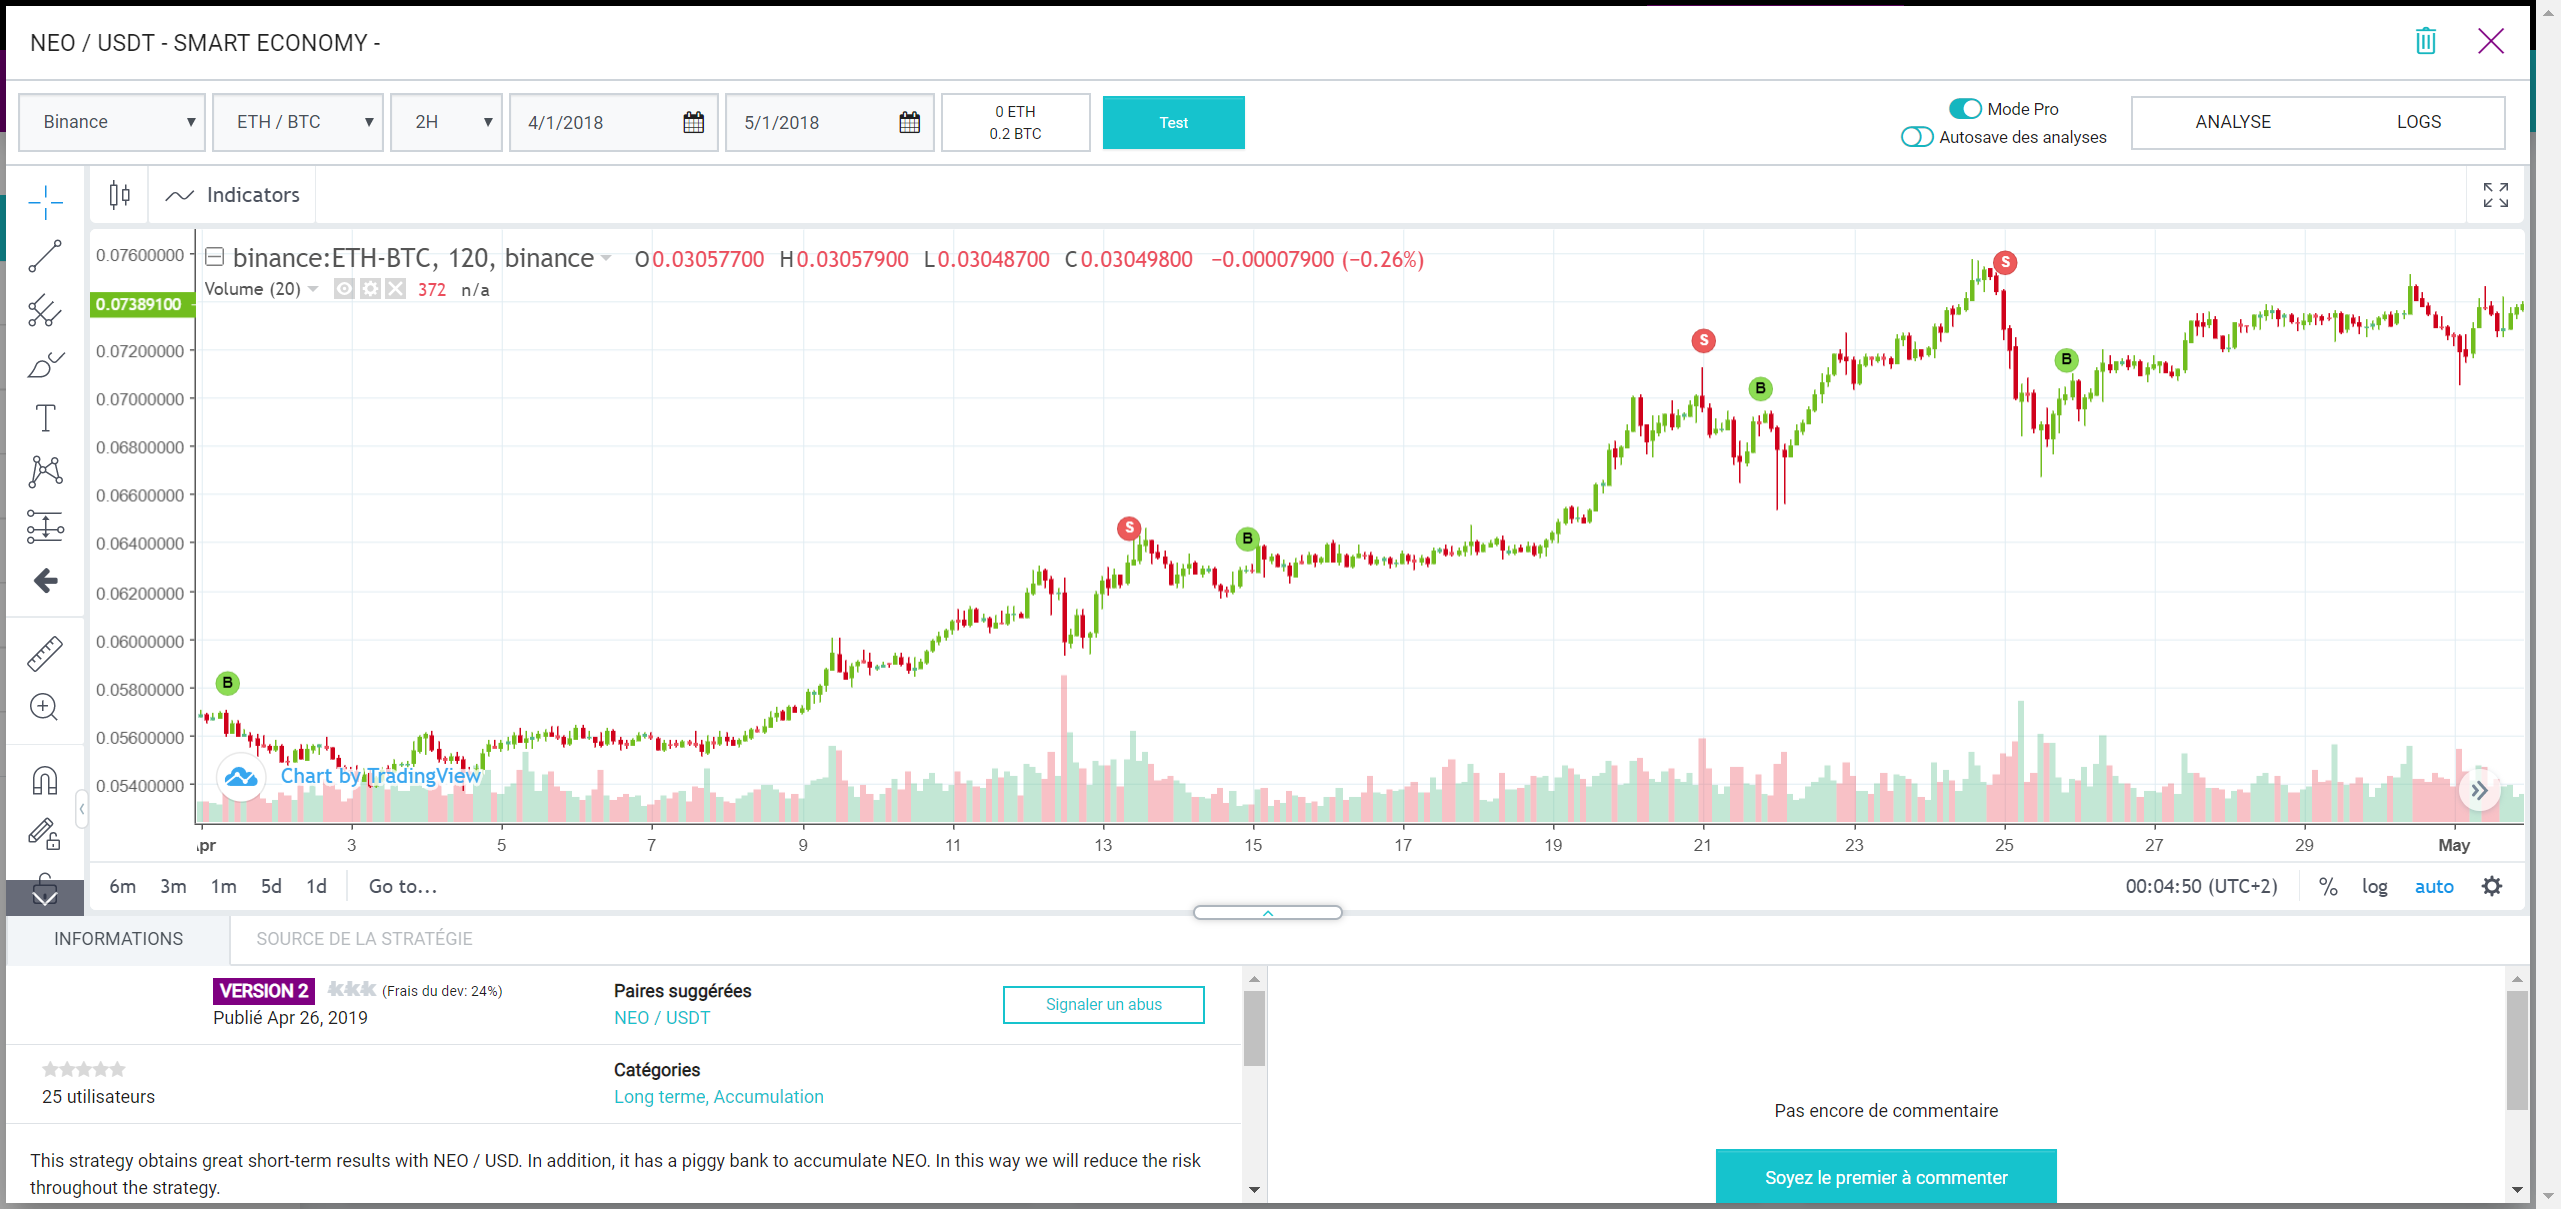 NEO / USDT - SMART ECONOMY -
Binance
ETH / BTC
2H
4/1/2018
5/1/2018
0 ETH
0.2 BTC
Test
Mode Pro
Autosave des analyses
ANALYSE
LOGS
Indicators
binance:ETH-BTC, 120, binance O0.03057700 H0.03057900 L0.03048700 C0.03049800 −0.00007900 (−0.26%)
Volume (20) 372 n/a
0.07600000
0.07389100
0.07200000
0.07000000
0.06800000
0.06600000
0.06400000
0.06200000
0.06000000
0.05800000
0.05600000
0.05400000
B
S
B
S
B
S
B
Chart by TradingView
3 5 7 9 11 13 15 17 19 21 23 25 27 29 May
6m 3m 1m 5d 1d Go to...
00:04:50 (UTC+2) % log auto
INFORMATIONS
SOURCE DE LA STRATÉGIE
VERSION 2 (Frais du dev: 24%)
Publié Apr 26, 2019
Paires suggérées
NEO / USDT
Signaler un abus
25 utilisateurs
Catégories
Long terme, Accumulation
This strategy obtains great short-term results with NEO / USD. In addition, it has a piggy bank to accumulate NEO. In this way we will reduce the risk
throughout the strategy.
Pas encore de commentaire
Soyez le premier à commenter